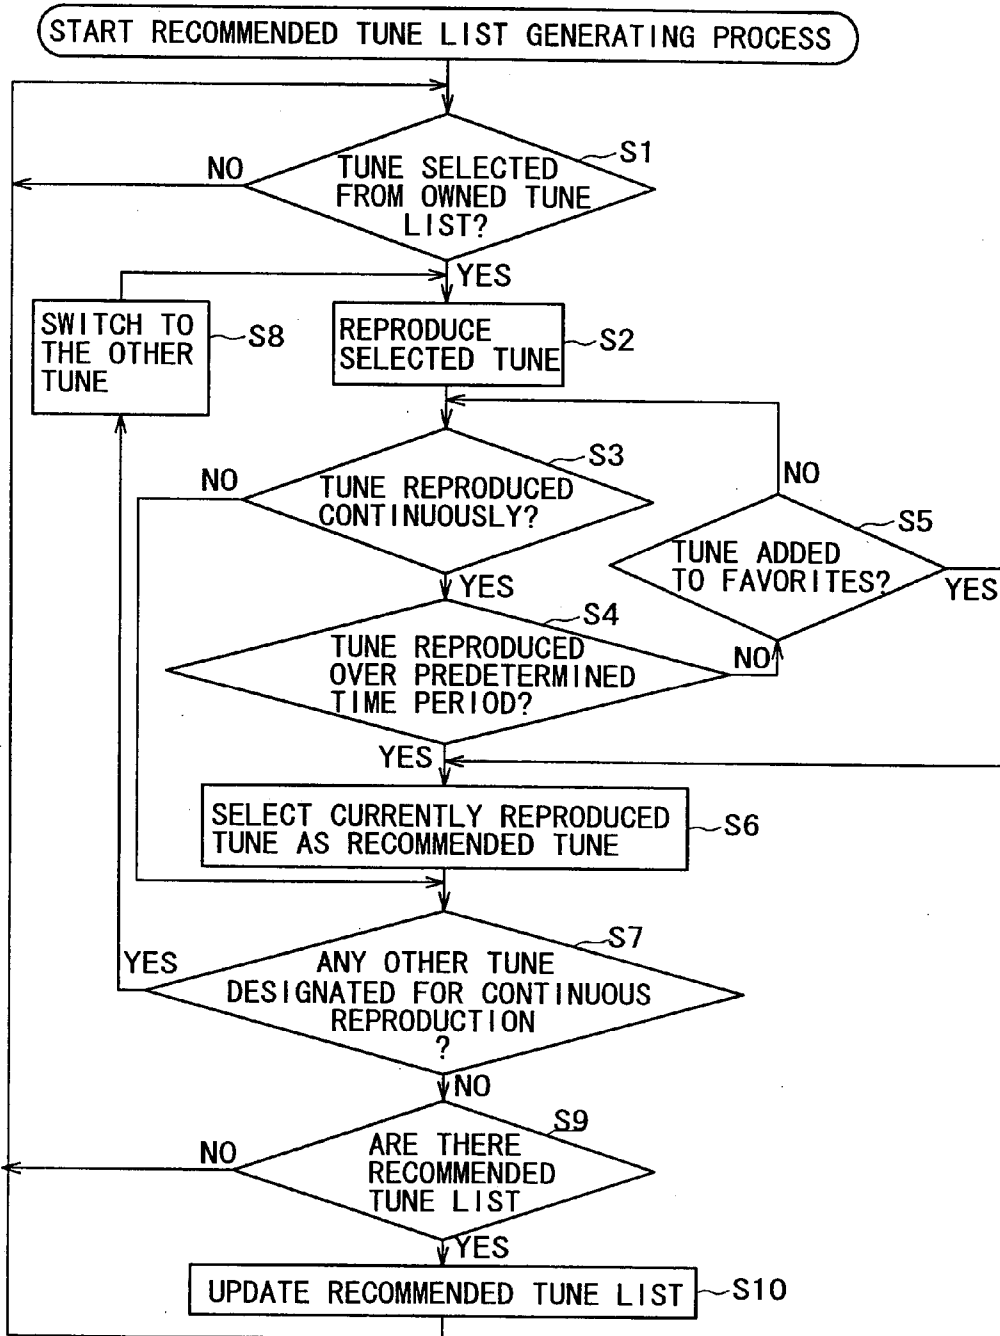 START RECOMMENDED TUNE LIST GENERATING PROCESS
S1
NO
TUNE SELECTED
FROM OWNED TUNE
LIST?
YES
SWITCH TO
THE OTHER
TUNE
S8
REPRODUCE
SELECTED TUNE
S2
S3
NO
TUNE REPRODUCED
CONTINUOUSLY?
YES
NO
S5
TUNE ADDED
TO FAVORITES?
YES
S4
TUNE REPRODUCED
OVER PREDETERMINED
TIME PERIOD?
NO
YES
SELECT CURRENTLY REPRODUCED
TUNE AS RECOMMENDED TUNE
S6
S7
YES
ANY OTHER TUNE
DESIGNATED FOR CONTINUOUS
REPRODUCTION
?
NO
S9
NO
ARE THERE
RECOMMENDED
TUNE LIST
YES
UPDATE RECOMMENDED TUNE LIST
S10